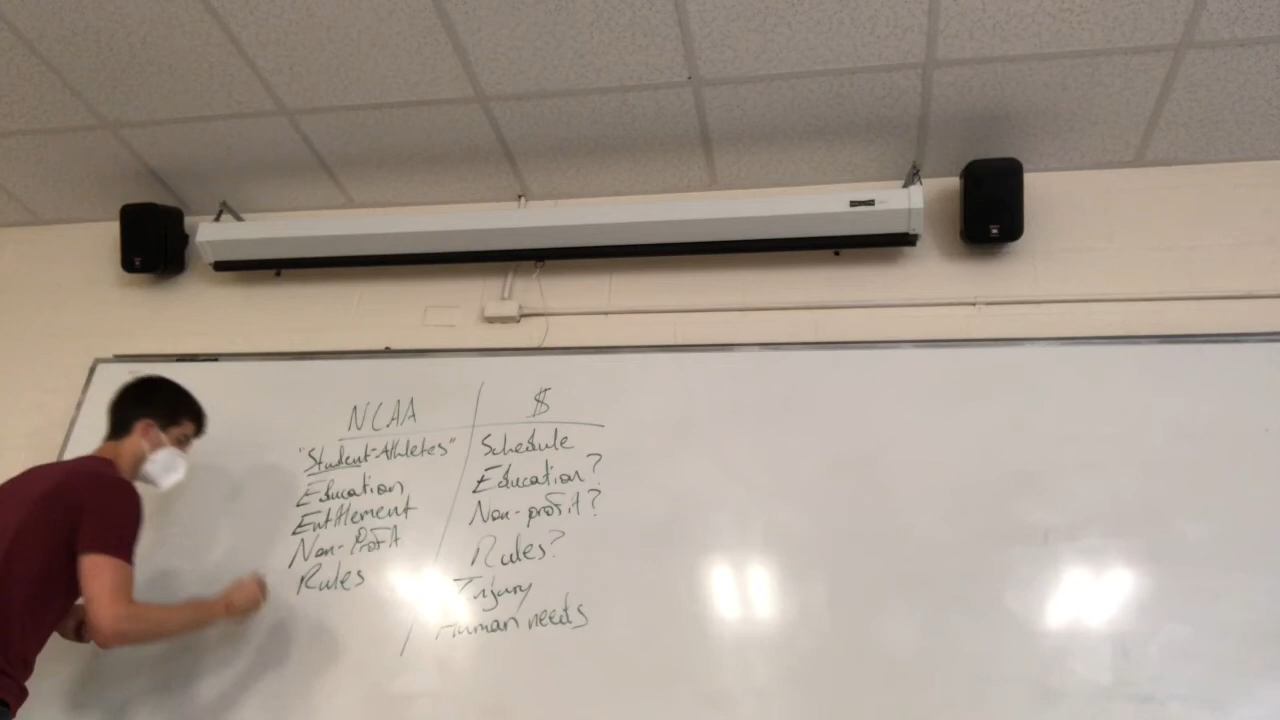 NCAA
"Student-Athletes"
Education
Entitlement
Non-Profit
Rules
$
Schedule
Education?
Non-profit?
Rules?
Injury
Human needs